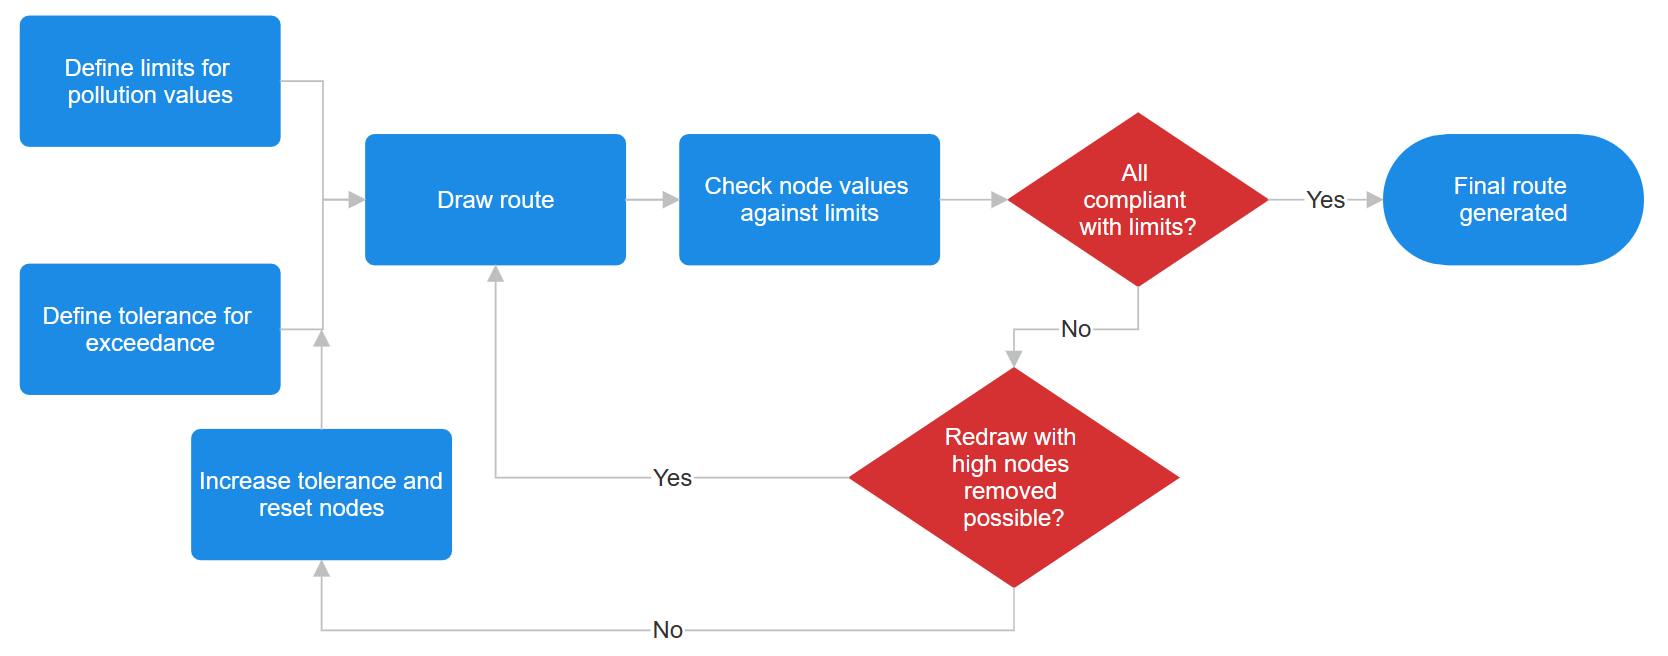 Define limits for
pollution values
Draw route
Check node values
against limits
All
compliant
with limits?
Yes
Final route
generated
Define tolerance for
exceedance
No
Redraw with
high nodes
removed
possible?
Yes
Increase tolerance and
reset nodes
No